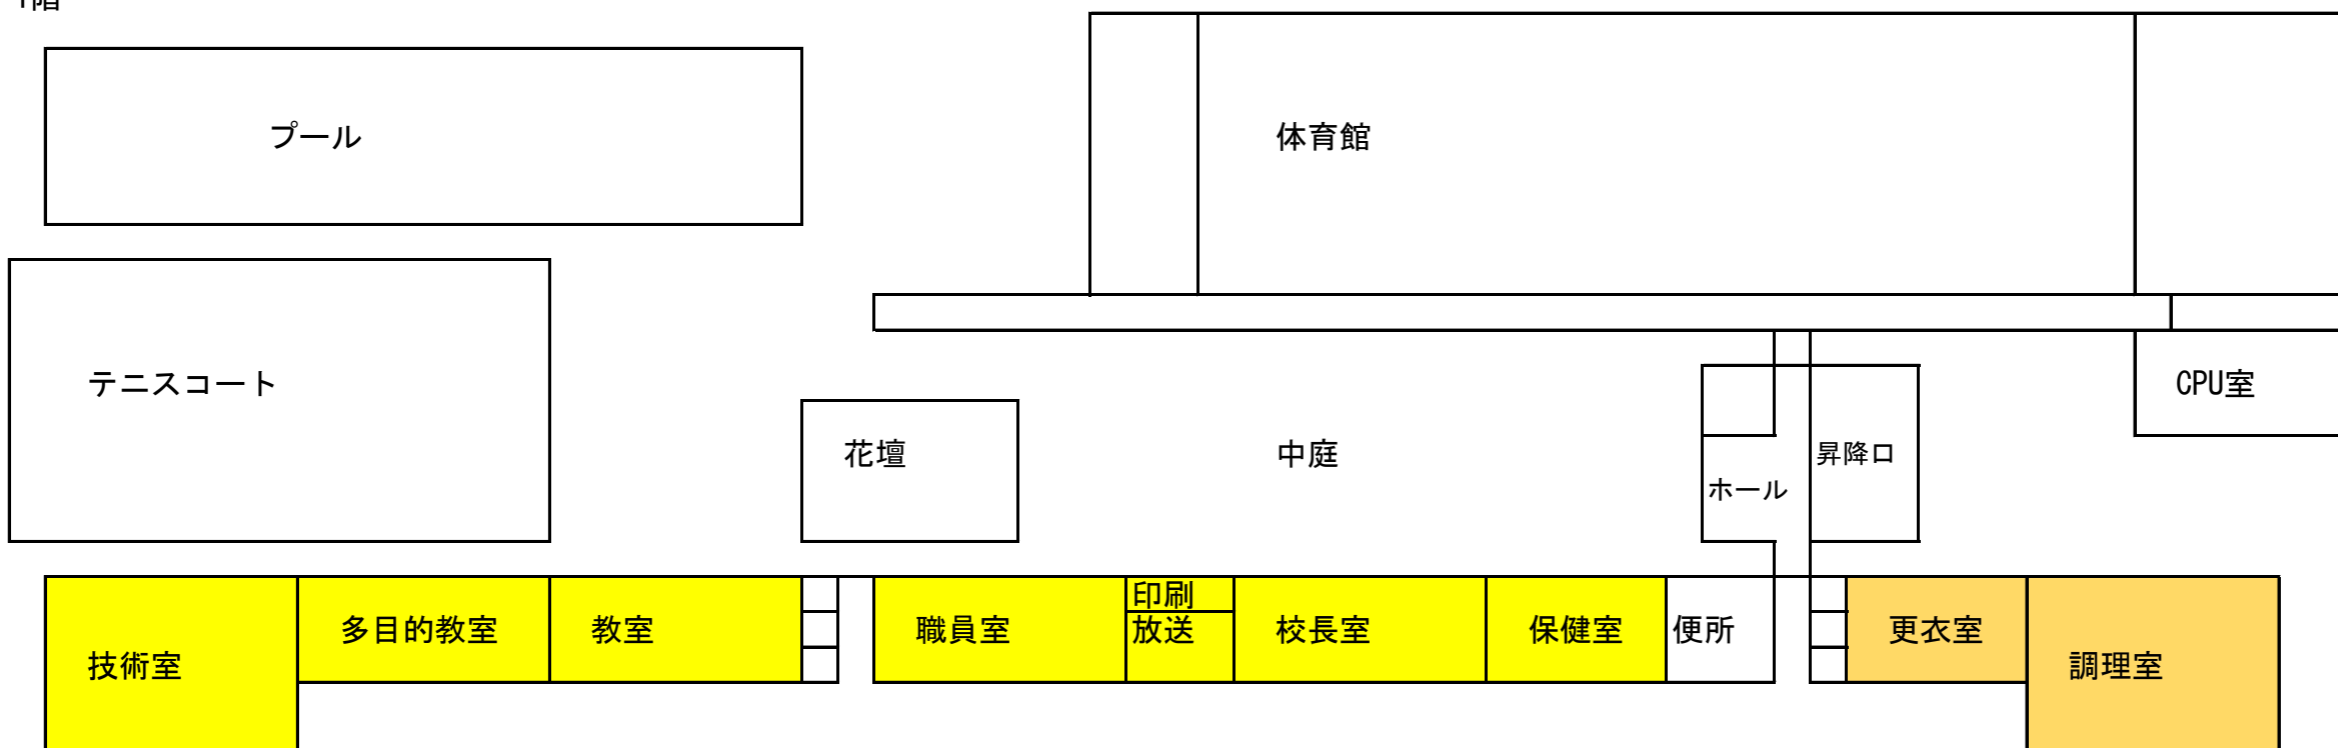 1階
プール
体育館
テニスコート
CPU室
花壇
中庭
昇降口
ホール
印刷
多目的教室
教室
職員室
放送
校長室
保健室
便所
更衣室
技術室
調理室